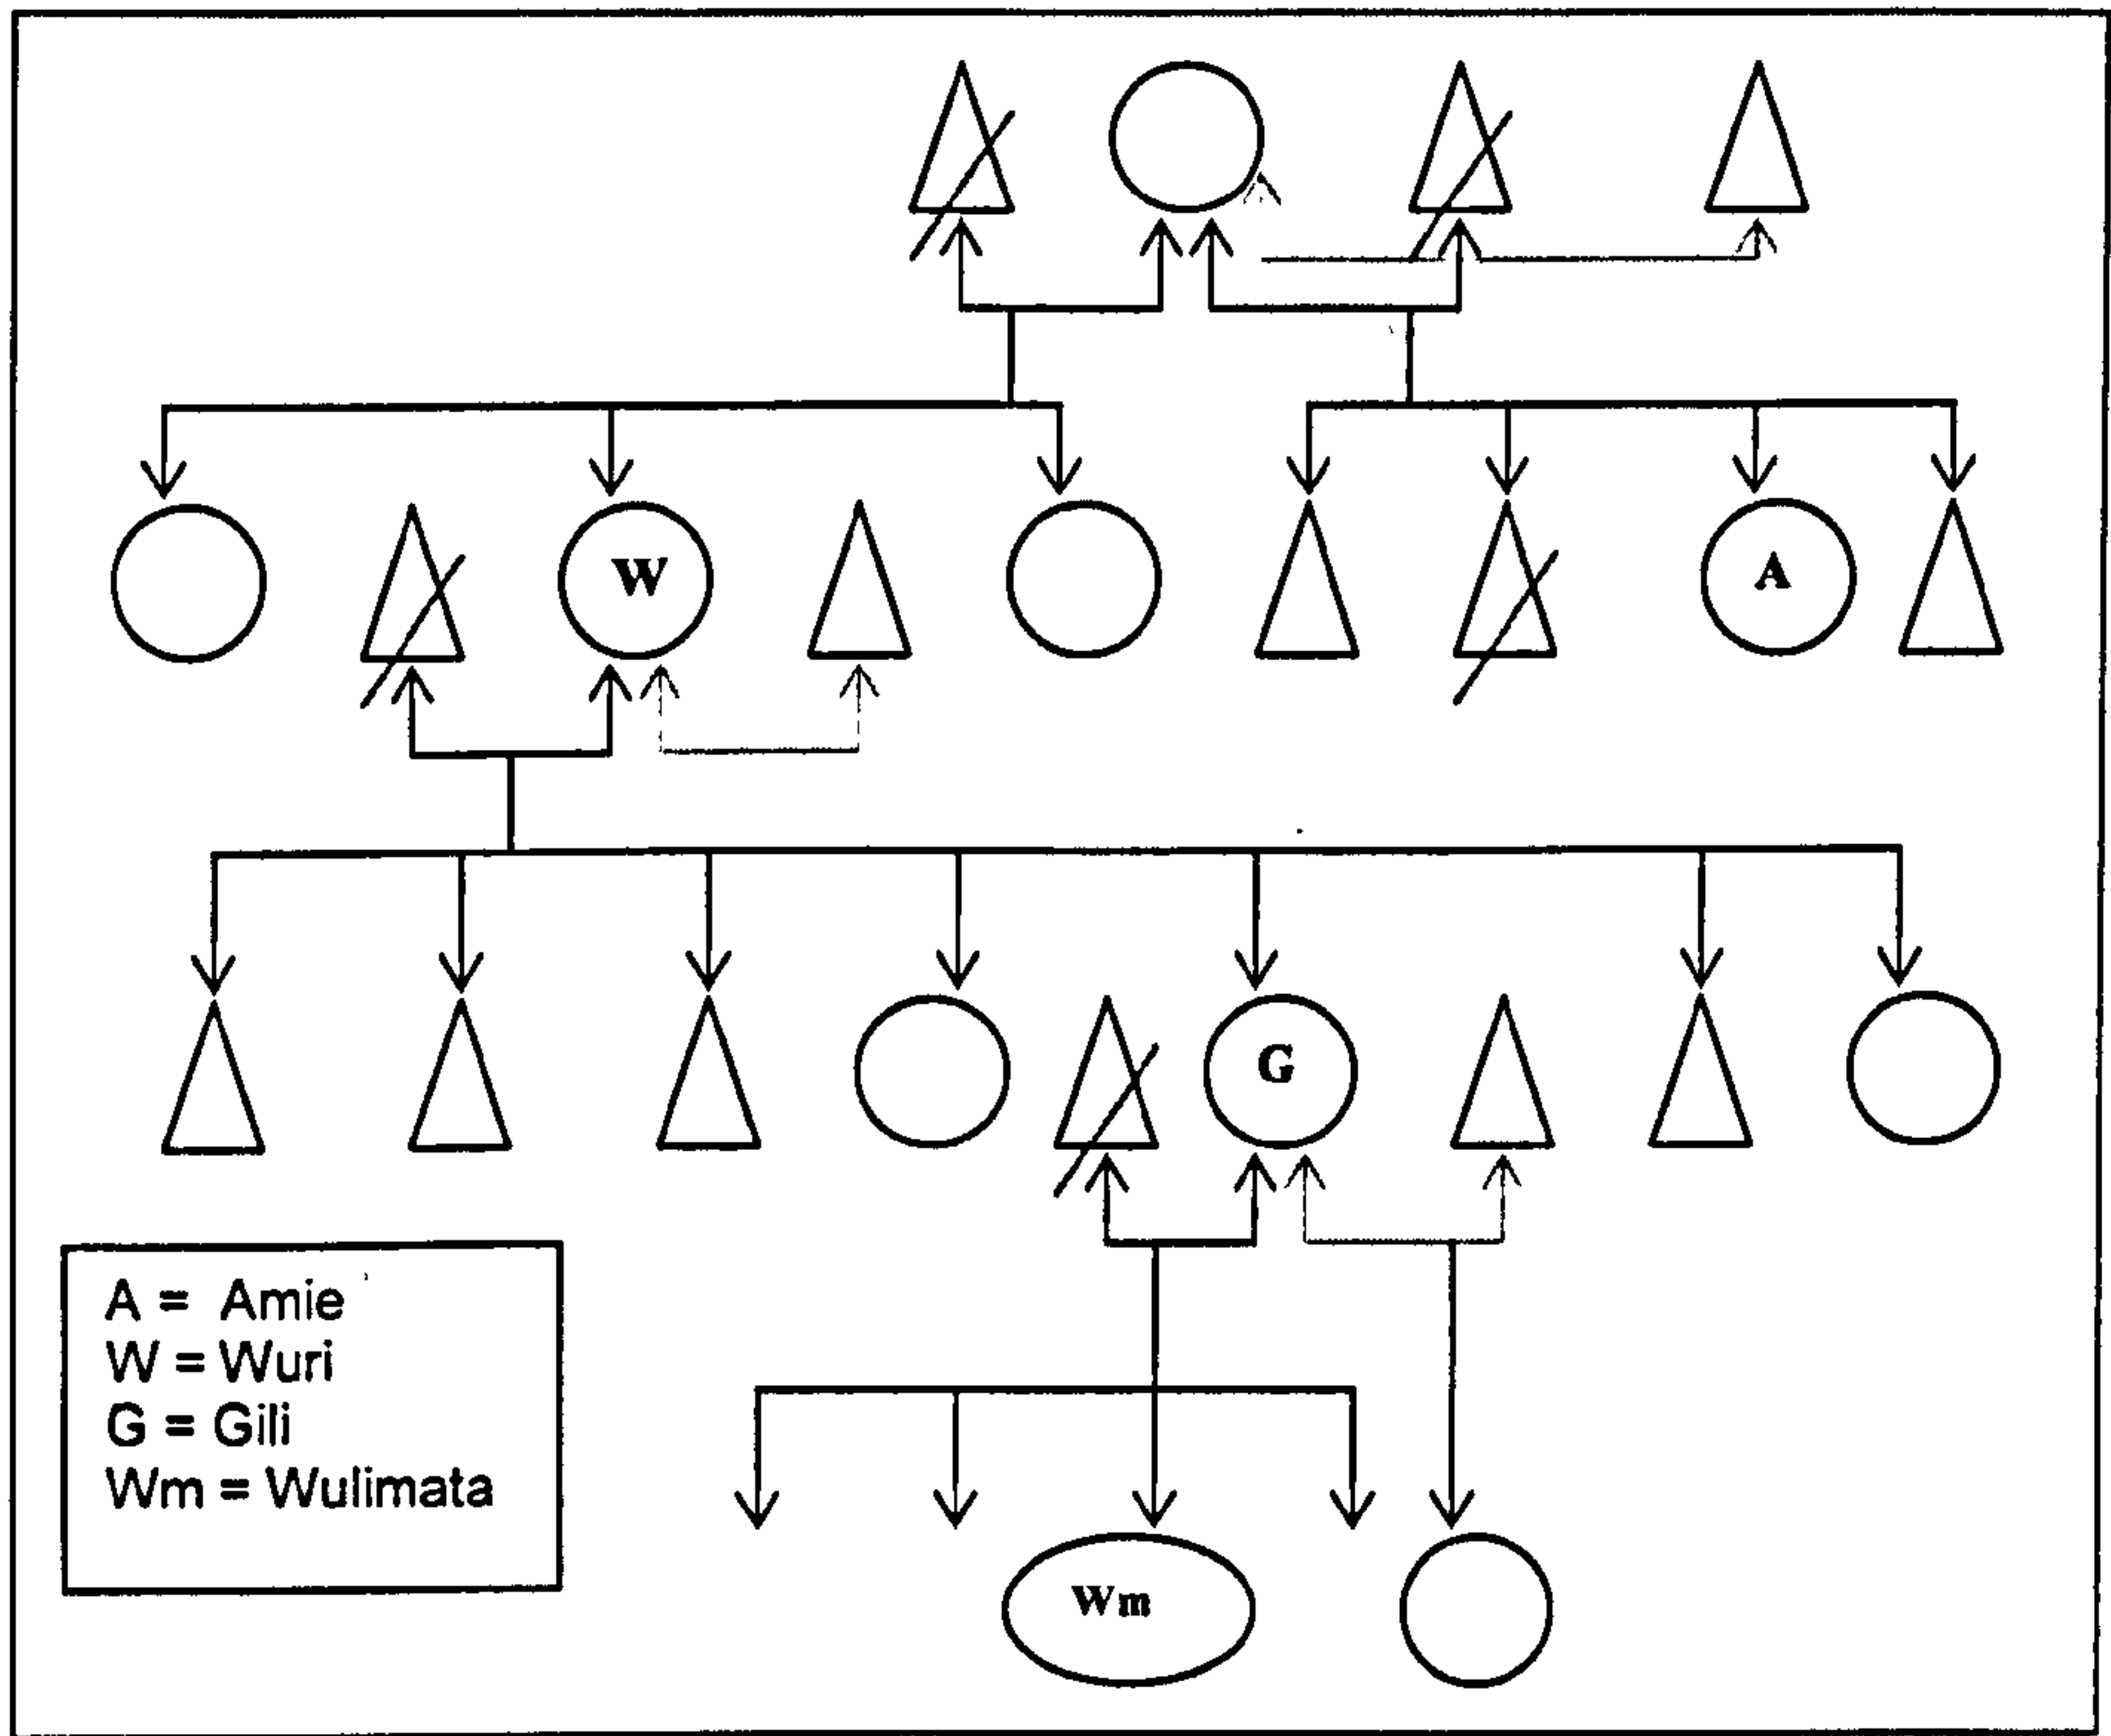 W
A
G
A = Amie
W = Wuri
G = Gili
Wm = Wulimata
Wm